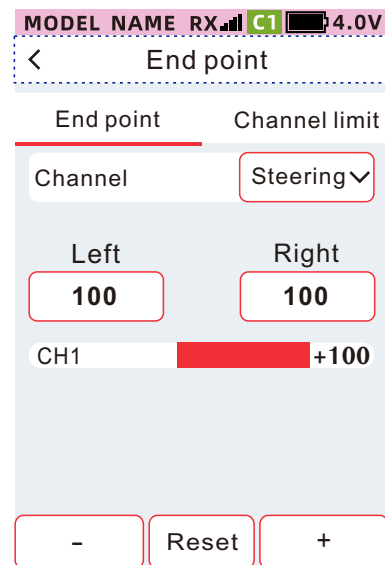 MODEL NAME RX C1 4.0V
< End point
End point Channel limit
Channel Steering
Left Right
100 100
CH1 +100
- Reset +